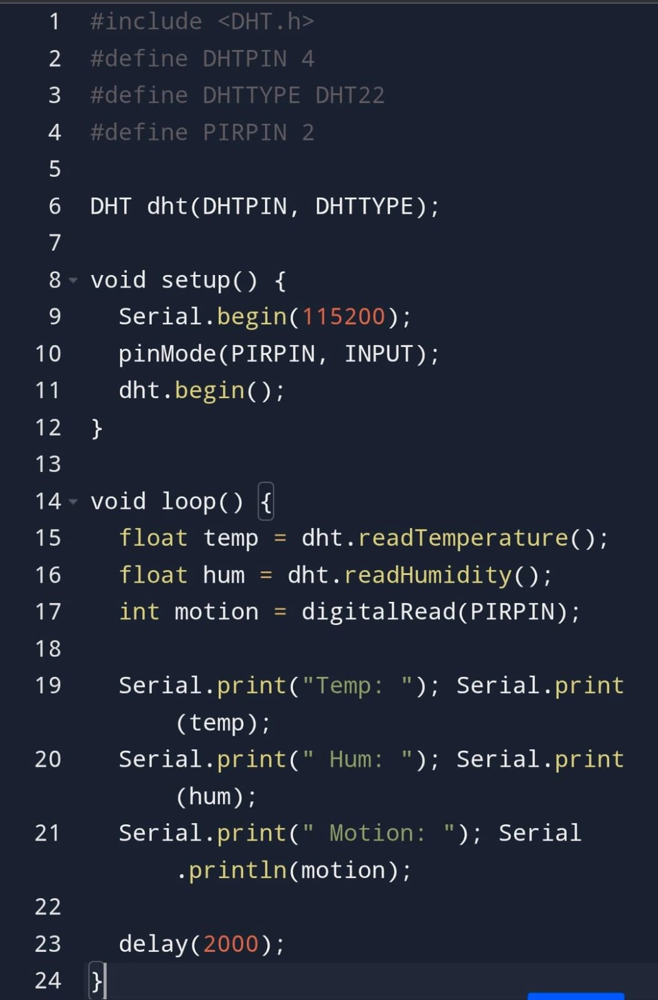 1 #include <DHT.h>
2 #define DHTPIN 4
3 #define DHTTYPE DHT22
4 #define PIRPIN 2
5
6 DHT dht(DHTPIN, DHTTYPE);
7
8 void setup() {
9   Serial.begin(115200);
10   pinMode(PIRPIN, INPUT);
11   dht.begin();
12 }
13
14 void loop() {
15   float temp = dht.readTemperature();
16   float hum = dht.readHumidity();
17   int motion = digitalRead(PIRPIN);
18
19   Serial.print("Temp: "); Serial.print
(temp);
20   Serial.print(" Hum: "); Serial.print
(hum);
21   Serial.print(" Motion: "); Serial
.println(motion);
22
23   delay(2000);
24 }